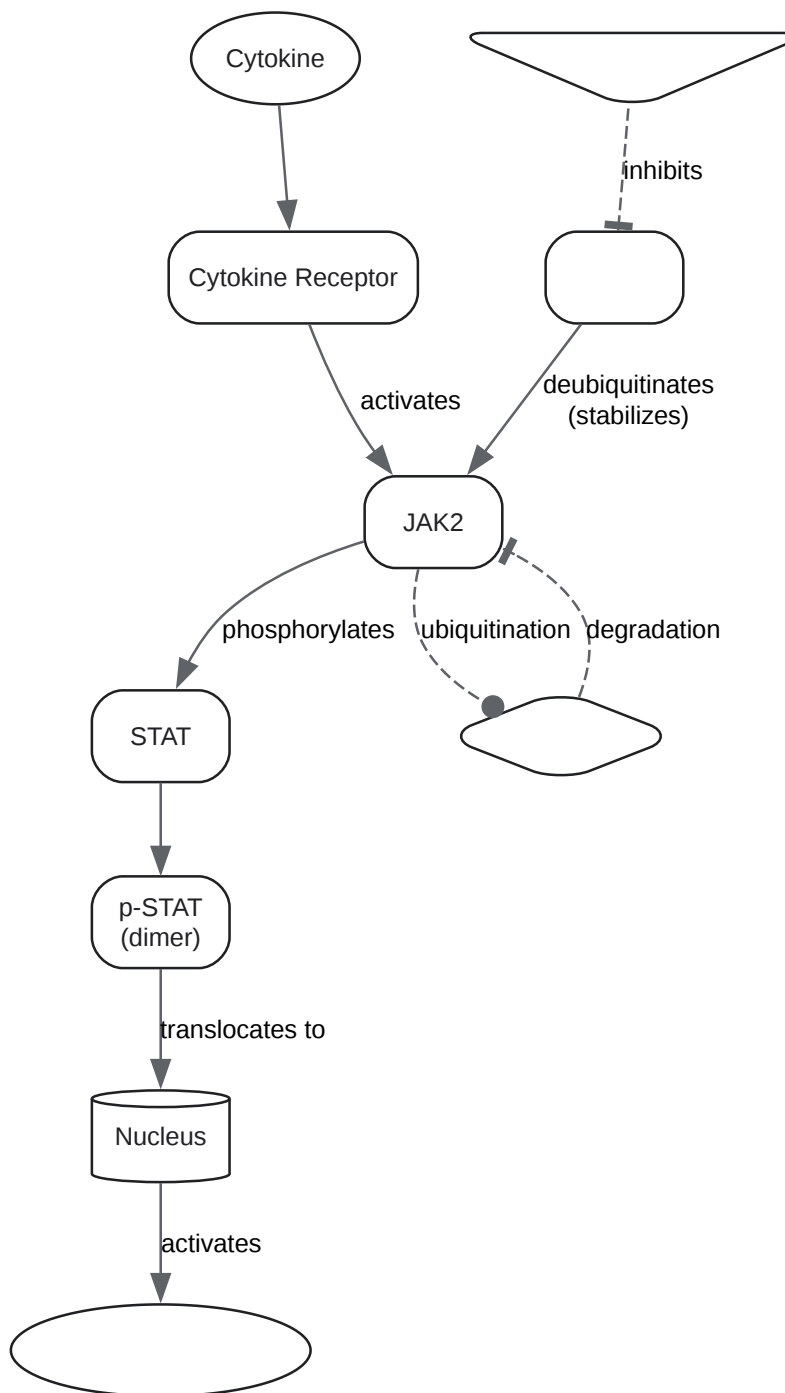 Cytokine
inhibits
Cytokine Receptor
activates
deubiquitinates
(stabilizes)
JAK2
phosphorylates
ubiquitination
degradation
STAT
p-STAT
(dimer)
translocates to
Nucleus
activates